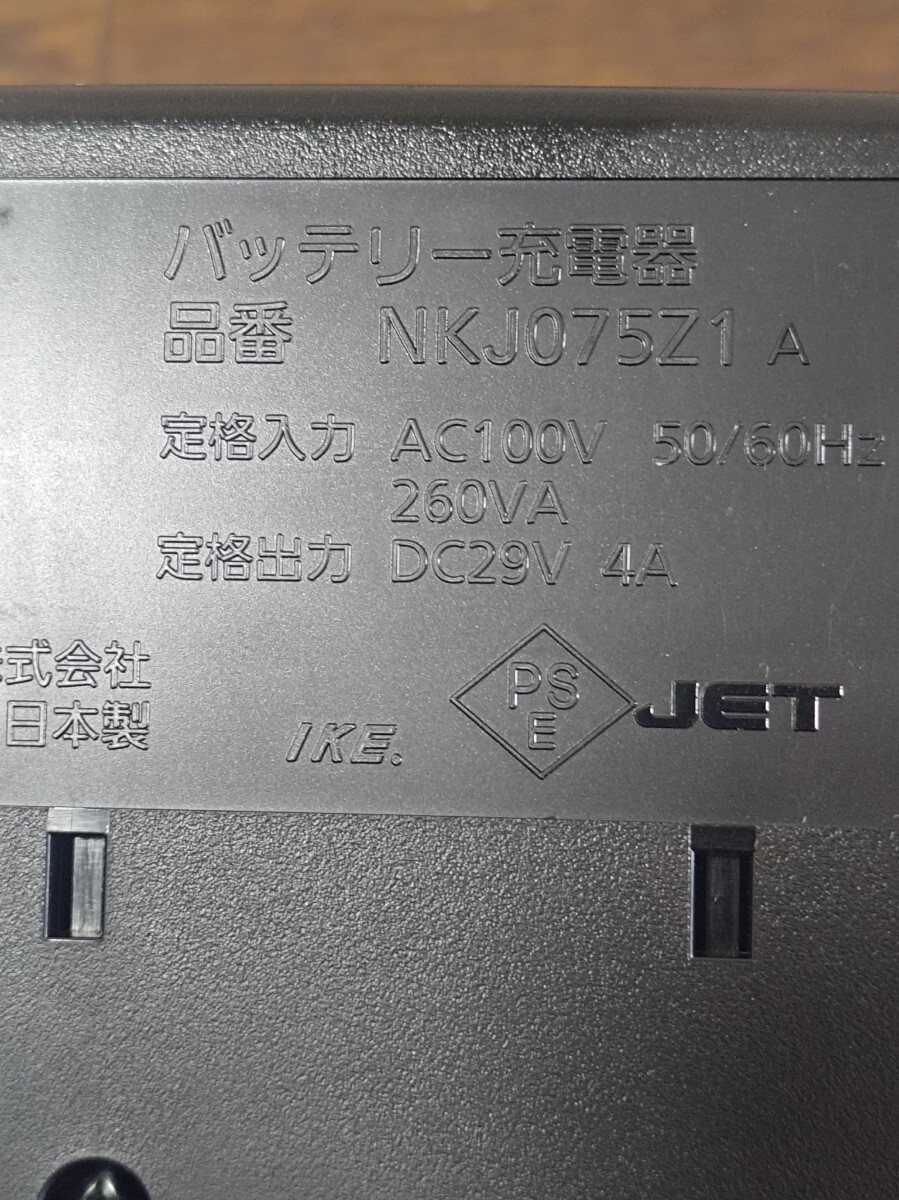 バッテリー充電器
品番 NKJ075Z1 A
定格入力 AC100V 50/60Hz
260VA
定格出力 DC29V 4A
式会社
日本製
IKE.
PS
E
JET